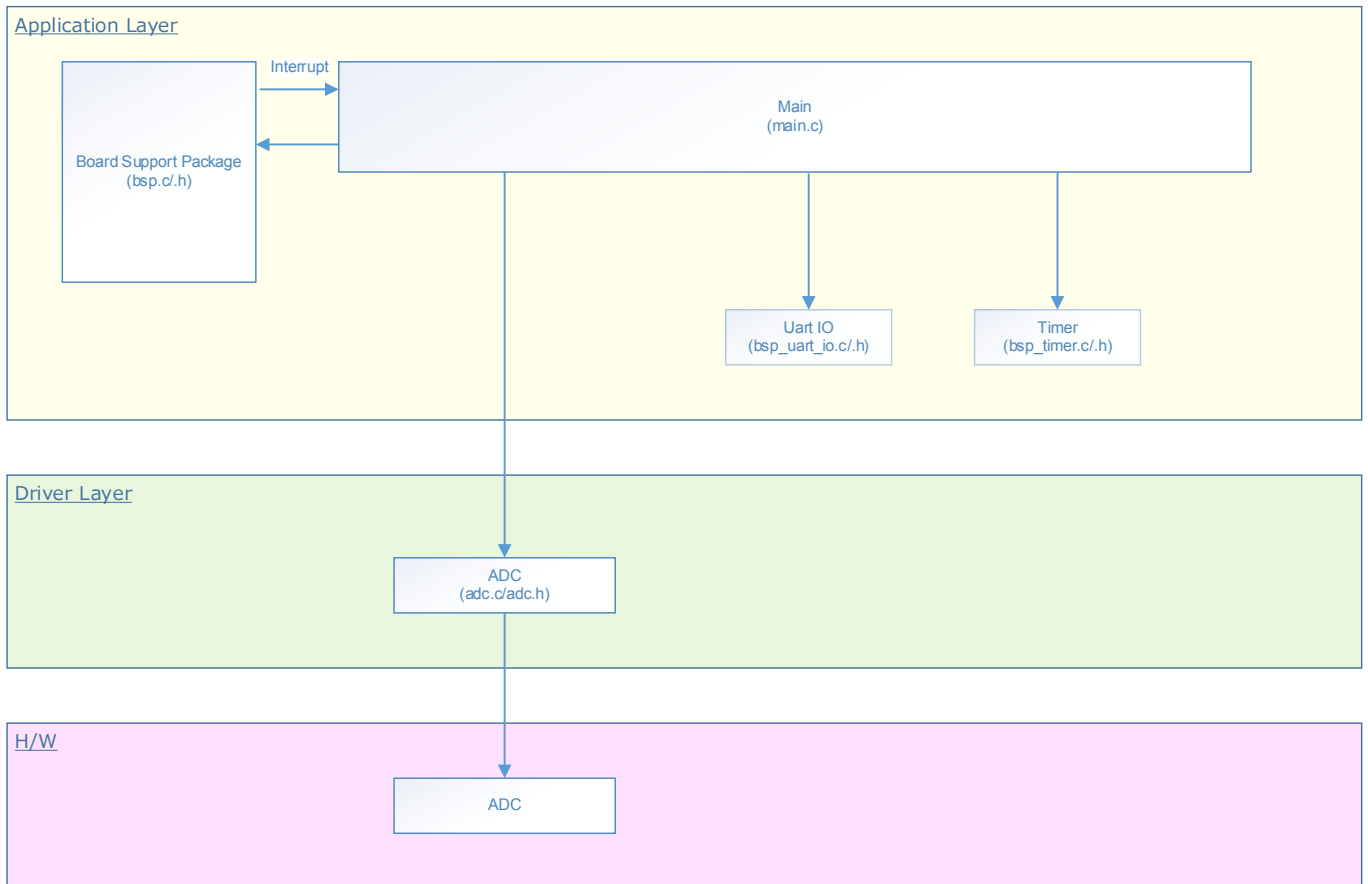 Application Layer
Interrupt
Main
(main.c)
Board Support Package
(bsp.c/.h)
Uart IO
(bsp_uart_io.c/.h)
Timer
(bsp_timer.c/.h)
Driver Layer
ADC
(adc.c/adc.h)
H/W
ADC